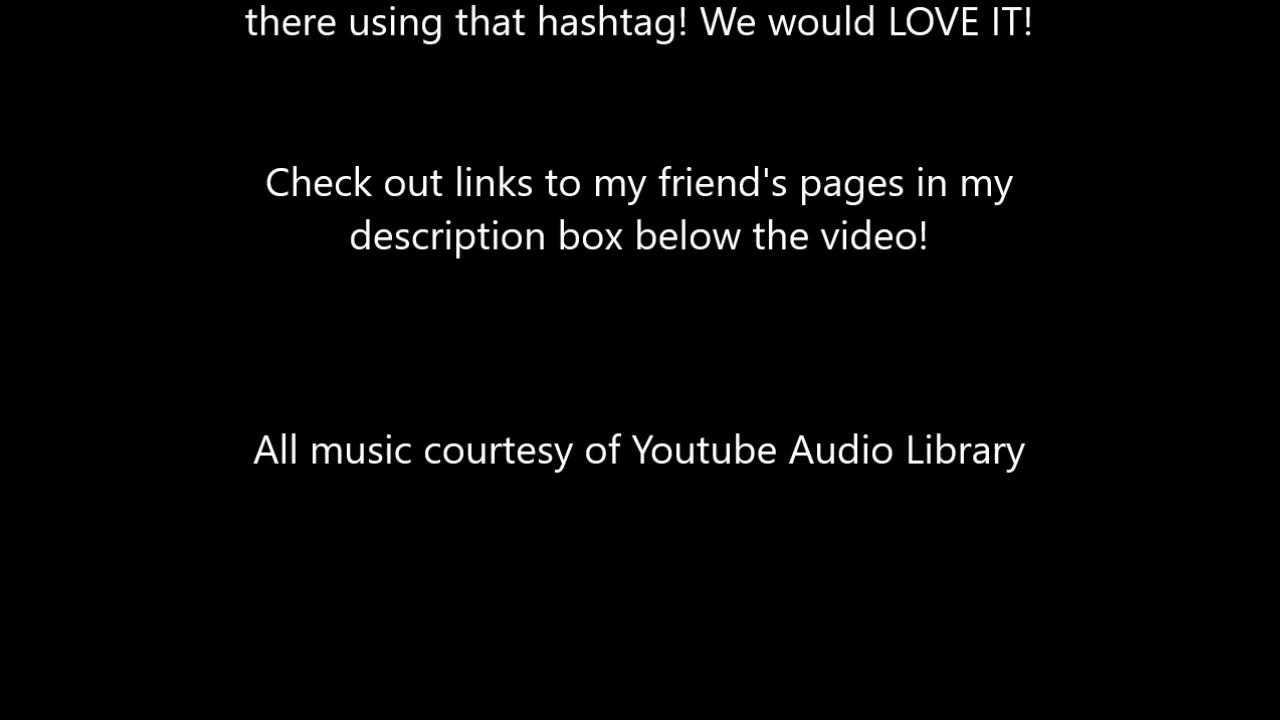 there using that hashtag! We would LOVE IT!
Check out links to my friend's pages in my
description box below the video!
All music courtesy of Youtube Audio Library